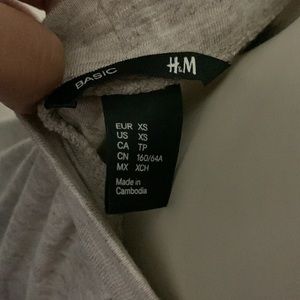 BASIC
H&M
EUR XS
US XS
CA TP
CN 160/64A
MX XCH
Made in
Cambodia